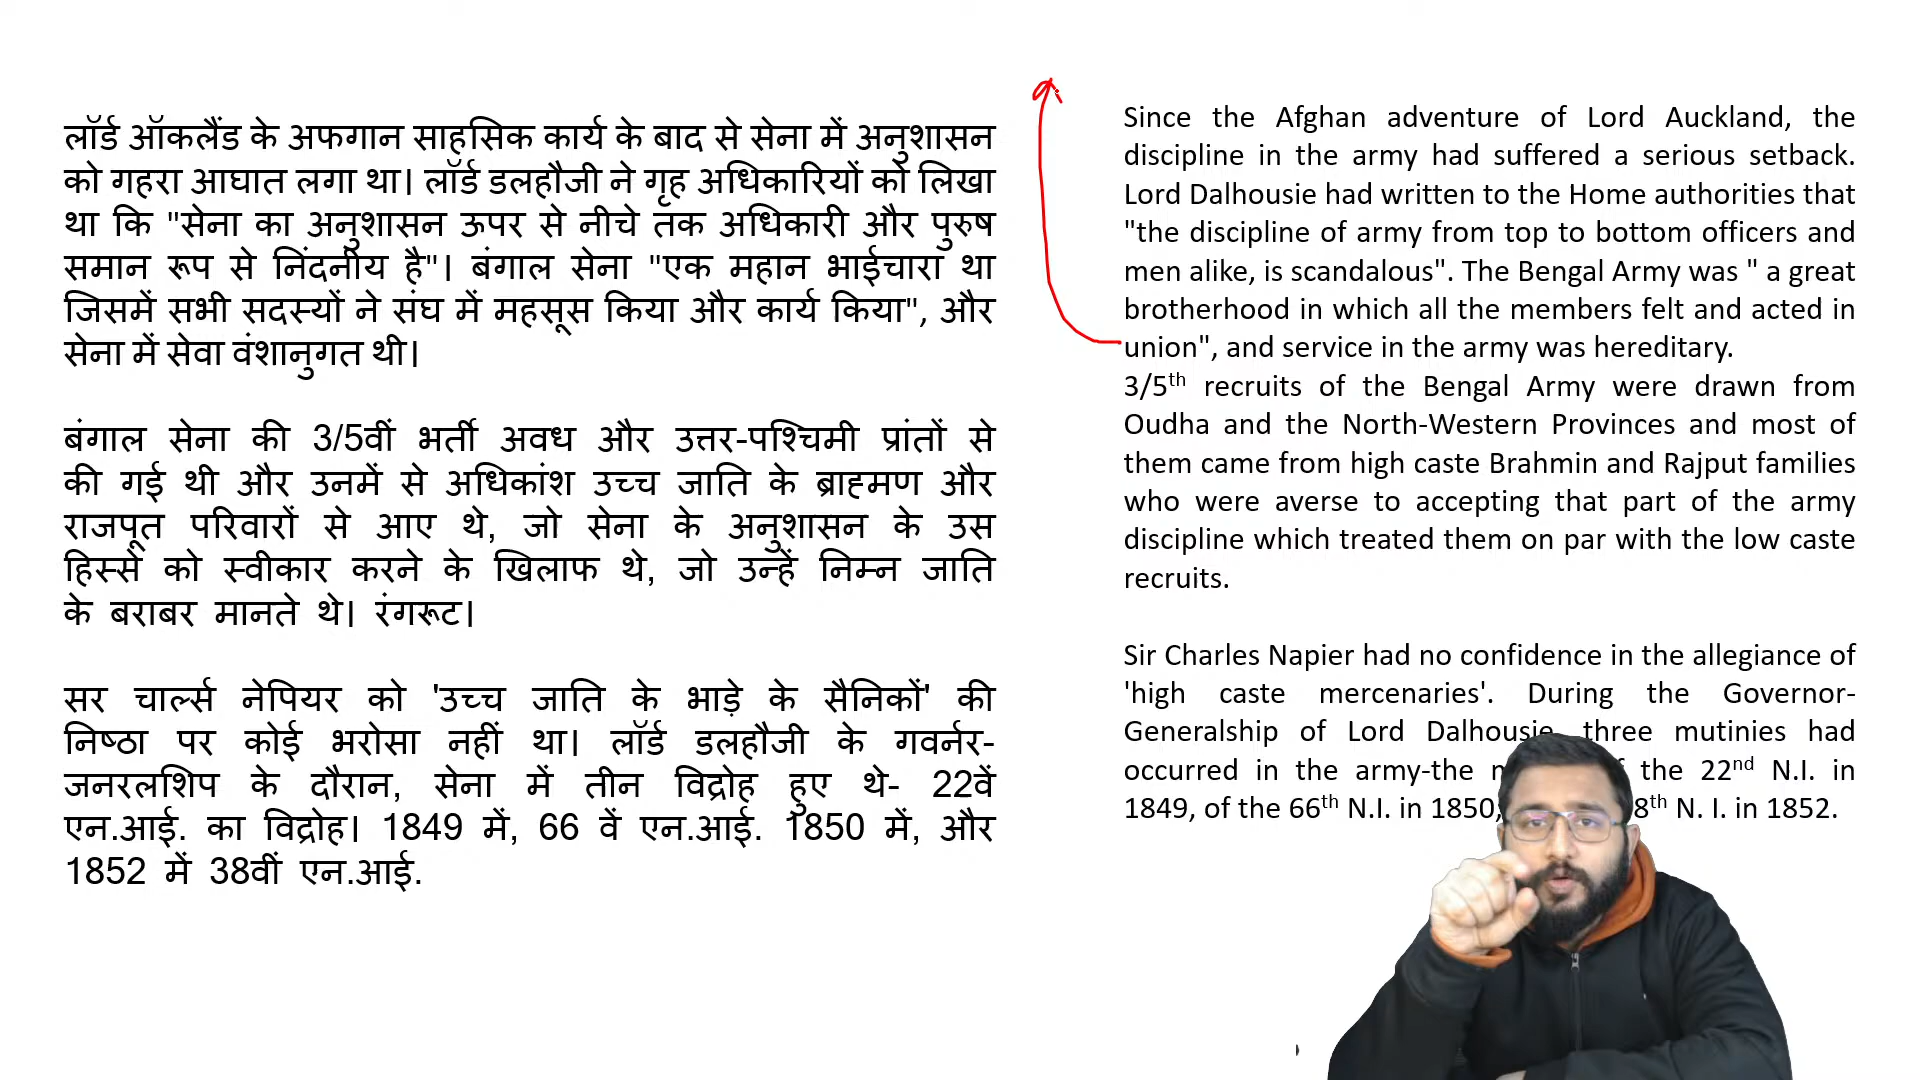 लॉर्ड ऑकलैंड के अफगान साहसिक कार्य के बाद से सेना में अनुशासन
को गहरा आघात लगा था। लॉर्ड डलहौजी ने गृह अधिकारियों को लिखा
था कि "सेना का अनुशासन ऊपर से नीचे तक अधिकारी और पुरुष
समान रूप से निंदनीय है"। बंगाल सेना "एक महान भाईचारा था
जिसमें सभी सदस्यों ने संघ में महसूस किया और कार्य किया", और
सेना में सेवा वंशानुगत थी।
बंगाल सेना की 3/5वीं भर्ती अवध और उत्तर-पश्चिमी प्रांतों से
की गई थी और उनमें से अधिकांश उच्च जाति के ब्राह्मण और
राजपूत परिवारों से आए थे, जो सेना के अनुशासन के उस
हिस्से को स्वीकार करने के खिलाफ थे, जो उन्हें निम्न जाति
के बराबर मानते थे। रंगरूट।
सर चार्ल्स नेपियर को 'उच्च जाति के भाड़े के सैनिकों' की
निष्ठा पर कोई भरोसा नहीं था। लॉर्ड डलहौजी के गवर्नर-
जनरलशिप के दौरान, सेना में तीन विद्रोह हुए थे- 22वें
एन.आई. का विद्रोह। 1849 में, 66 वें एन.आई. 1850 में, और
1852 में 38वीं एन.आई.
Since the Afghan adventure of Lord Auckland, the
discipline in the army had suffered a serious setback.
Lord Dalhousie had written to the Home authorities that
"the discipline of army from top to bottom officers and
men alike, is scandalous". The Bengal Army was " a great
brotherhood in which all the members felt and acted in
union", and service in the army was hereditary.
3/5th recruits of the Bengal Army were drawn from
Oudha and the North-Western Provinces and most of
them came from high caste Brahmin and Rajput families
who were averse to accepting that part of the army
discipline which treated them on par with the low caste
recruits.
Sir Charles Napier had no confidence in the allegiance of
'high caste mercenaries'. During the Governor-
Generalship of Lord Dalhousie, three mutinies had
occurred in the army-the the 22nd N.I. in
1849, of the 66th N.I. in 1850, 8th N. I. in 1852.